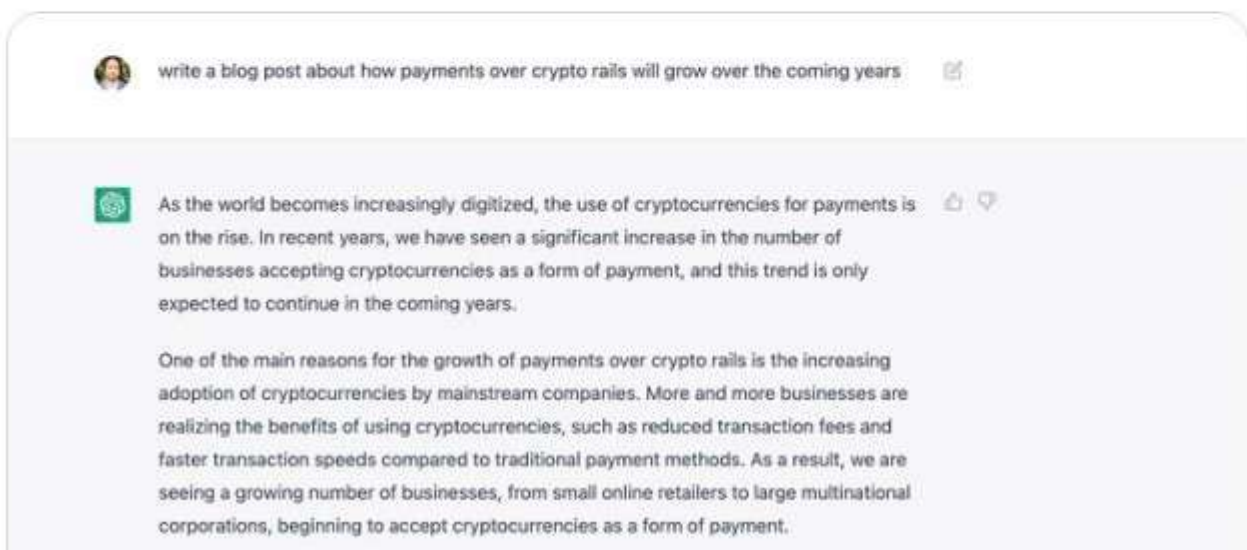 write a blog post about how payments over crypto rails will grow over the coming years
As the world becomes increasingly digitized, the use of cryptocurrencies for payments is
on the rise. In recent years, we have seen a significant increase in the number of
businesses accepting cryptocurrencies as a form of payment, and this trend is only
expected to continue in the coming years.
One of the main reasons for the growth of payments over crypto rails is the increasing
adoption of cryptocurrencies by mainstream companies. More and more businesses are
realizing the benefits of using cryptocurrencies, such as reduced transaction fees and
faster transaction speeds compared to traditional payment methods. As a result, we are
seeing a growing number of businesses, from small online retailers to large multinational
corporations, beginning to accept cryptocurrencies as a form of payment.